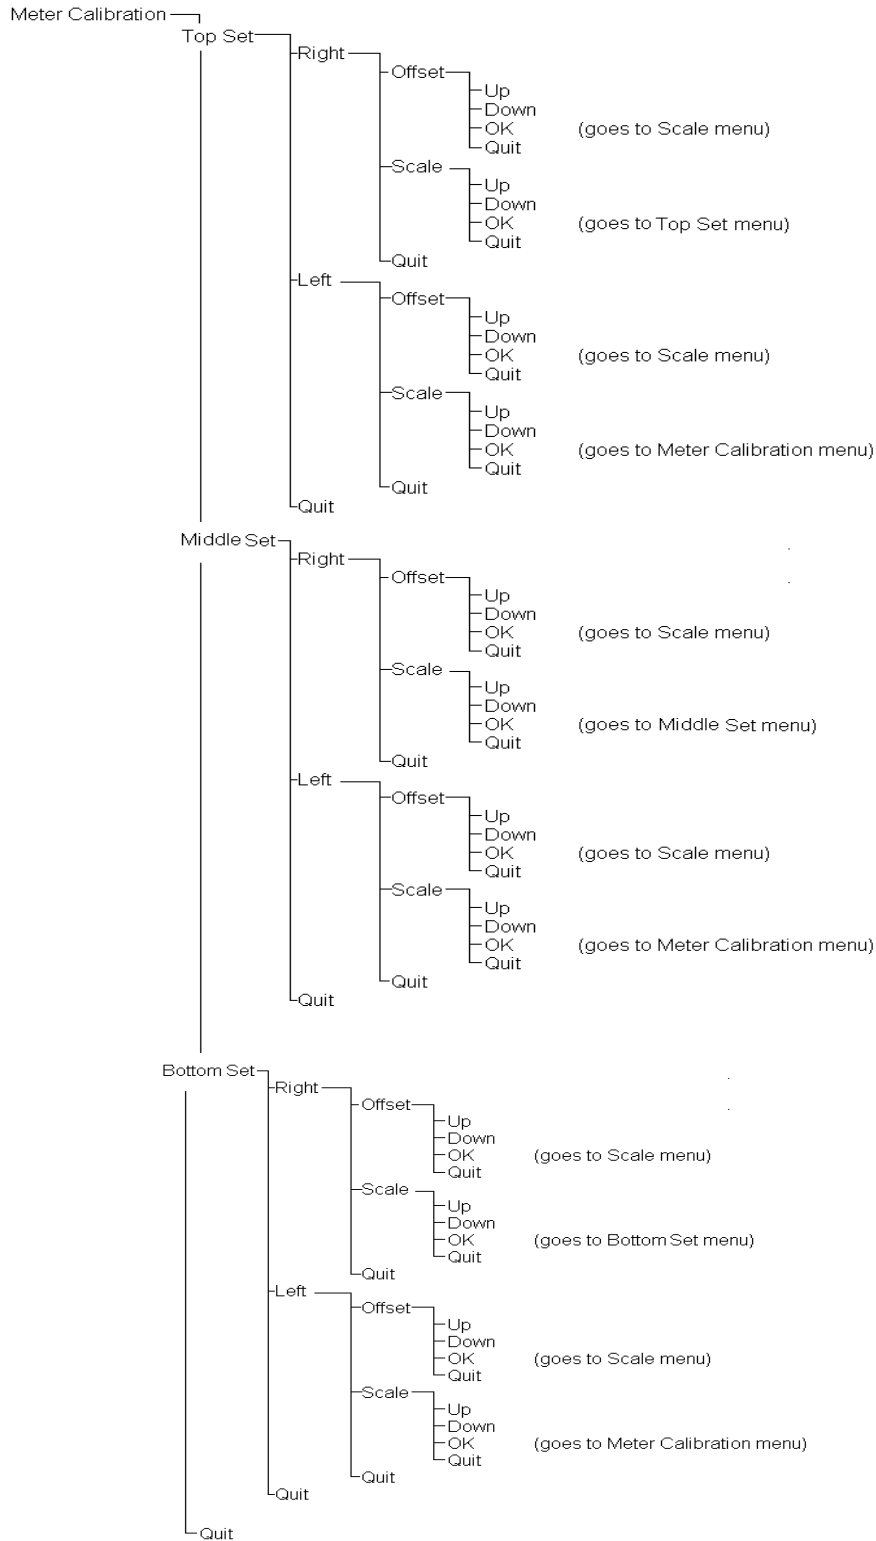 Meter Calibration
Top Set
Right
Offset
Up
Down
OK (goes to Scale menu)
Quit
Scale
Up
Down
OK (goes to Top Set menu)
Quit
Quit
Left
Offset
Up
Down
OK (goes to Scale menu)
Quit
Scale
Up
Down
OK (goes to Meter Calibration menu)
Quit
Quit
Quit
Middle Set
Right
Offset
Up
Down
OK (goes to Scale menu)
Quit
Scale
Up
Down
OK (goes to Middle Set menu)
Quit
Quit
Left
Offset
Up
Down
OK (goes to Scale menu)
Quit
Scale
Up
Down
OK (goes to Meter Calibration menu)
Quit
Quit
Quit
Bottom Set
Right
Offset
Up
Down
OK (goes to Scale menu)
Quit
Scale
Up
Down
OK (goes to Bottom Set menu)
Quit
Quit
Left
Offset
Up
Down
OK (goes to Scale menu)
Quit
Scale
Up
Down
OK (goes to Meter Calibration menu)
Quit
Quit
Quit
Quit